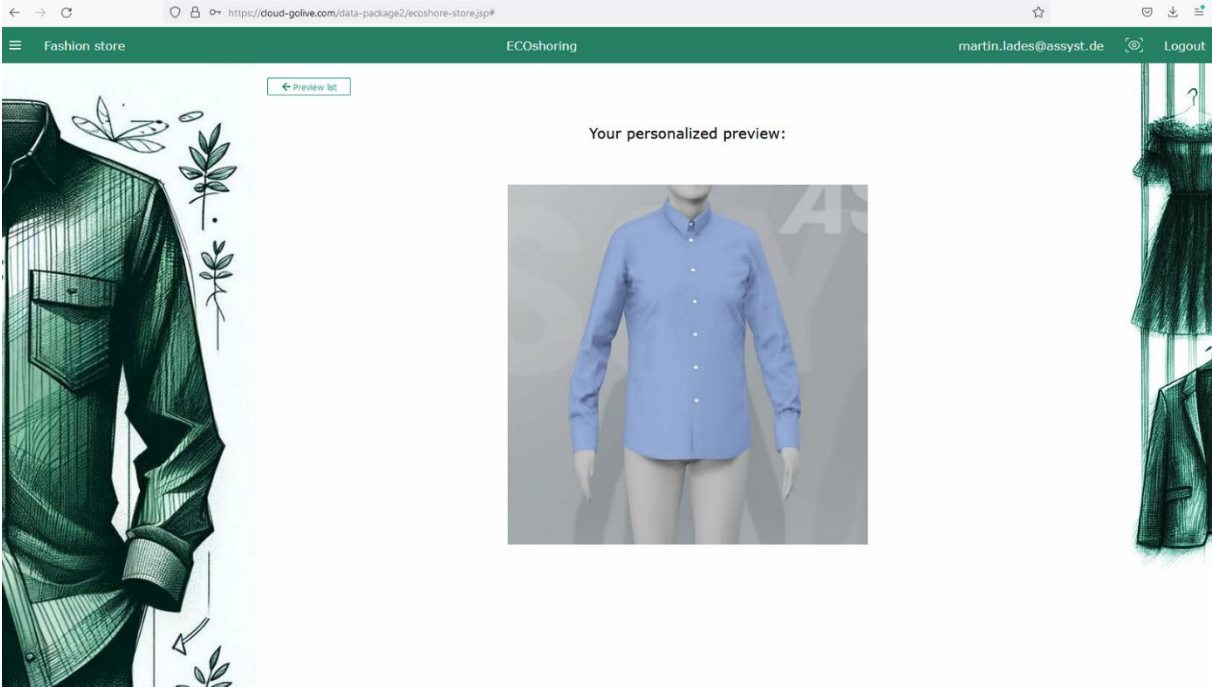 https://cloud-golive.com/data-package2/ecoshore-store.jsp#
Fashion store
ECOshoring
martin.lades@assyst.de
Logout
Preview list
Your personalized preview:
AS